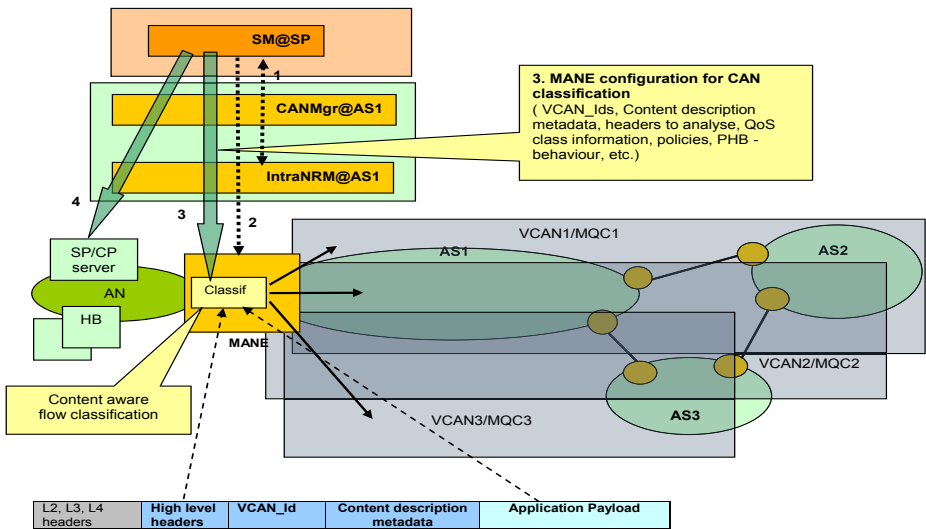 SM@SP
1
CANMgr@AS1
IntraNRM@AS1
3. MANE configuration for CAN
classification
( VCAN_Ids, Content description
metadata, headers to analyse, QoS
class information, policies, PHB -
behaviour, etc.)
4
3
2
SP/CP
server
AN
HB
Classif
MANE
VCAN1/MQC1
AS1
AS2
VCAN2/MQC2
VCAN3/MQC3
AS3
Content aware
flow classification
L2, L3, L4
headers
High level
headers
VCAN_Id
Content description
metadata
Application Payload